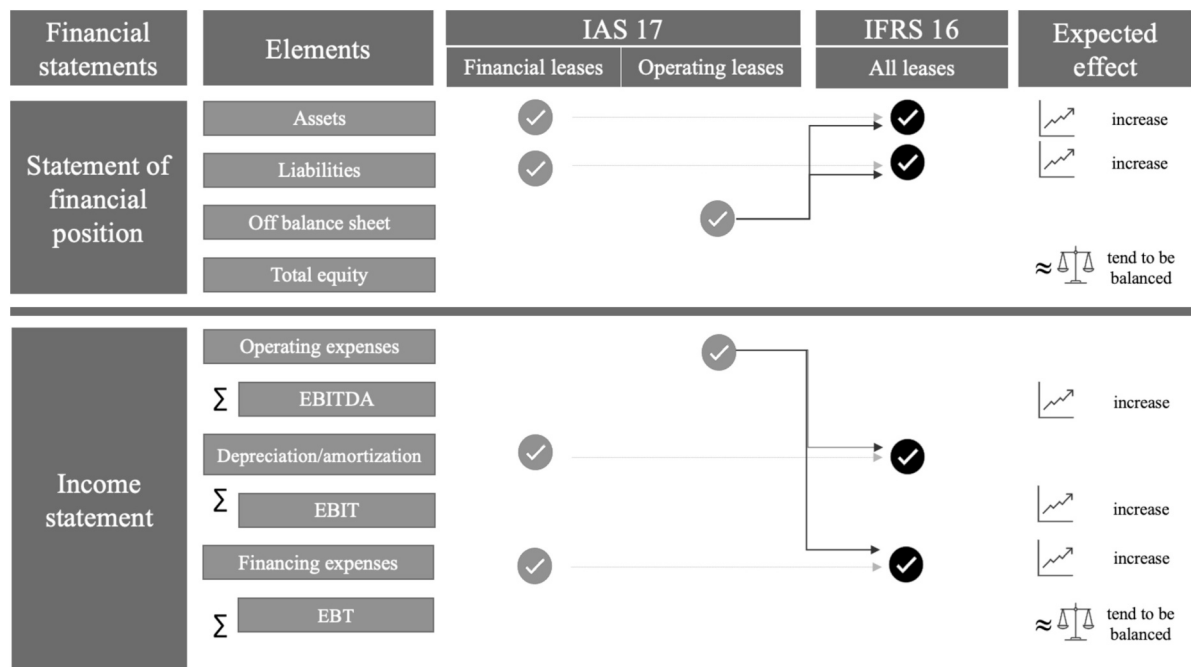 Financial
statements
Elements
IAS 17
IFRS 16
Expected
effect
Financial leases
Operating leases
All leases
Statement of
financial
position
Assets
increase
Liabilities
increase
Off balance sheet
Total equity
≈
tend to be
balanced
Income
statement
Operating expenses
Σ
EBITDA
increase
Depreciation/amortization
Σ
EBIT
increase
Financing expenses
increase
Σ
EBT
≈
tend to be
balanced